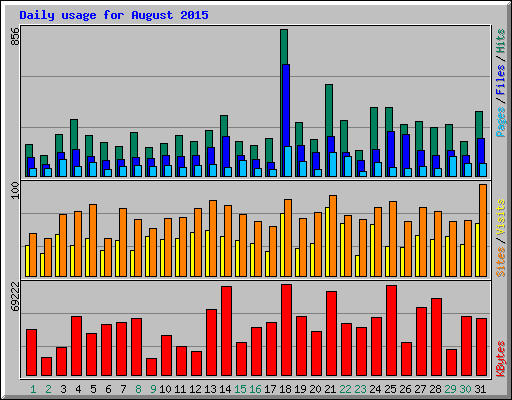 Daily usage for August 2015
856
Pages / Files / Hits
100
Sites / Visits
69222
KBytes
1 2 3 4 5 6 7 8 9 10 11 12 13 14 15 16 17 18 19 20 21 22 23 24 25 26 27 28 29 30 31